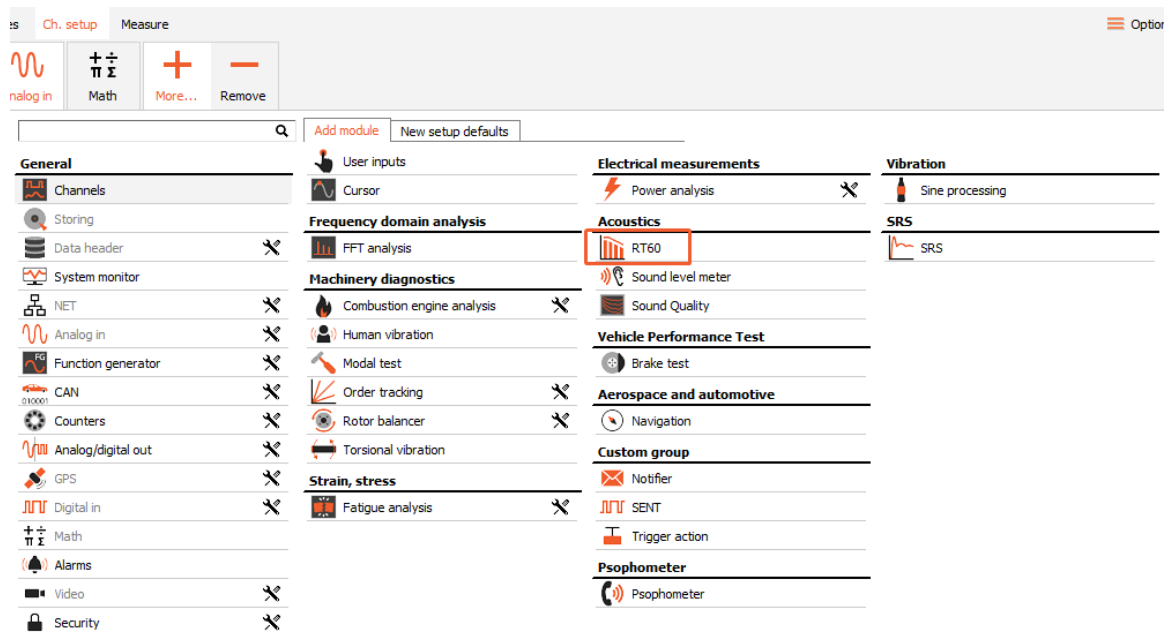 es Ch. setup Measure Option
nalog in Math More... Remove
Add module New setup defaults
General
Channels
Storing
Data header
System monitor
NET
Analog in
Function generator
CAN
Counters
Analog/digital out
GPS
Digital in
Math
Alarms
Video
Security
User inputs
Cursor
Frequency domain analysis
FFT analysis
Machinery diagnostics
Combustion engine analysis
Human vibration
Modal test
Order tracking
Rotor balancer
Torsional vibration
Strain, stress
Fatigue analysis
Electrical measurements
Power analysis
Acoustics
RT60
Sound level meter
Sound Quality
Vehicle Performance Test
Brake test
Aerospace and automotive
Navigation
Custom group
Notifier
SENT
Trigger action
Psophometer
Psophometer
Vibration
Sine processing
SRS
SRS